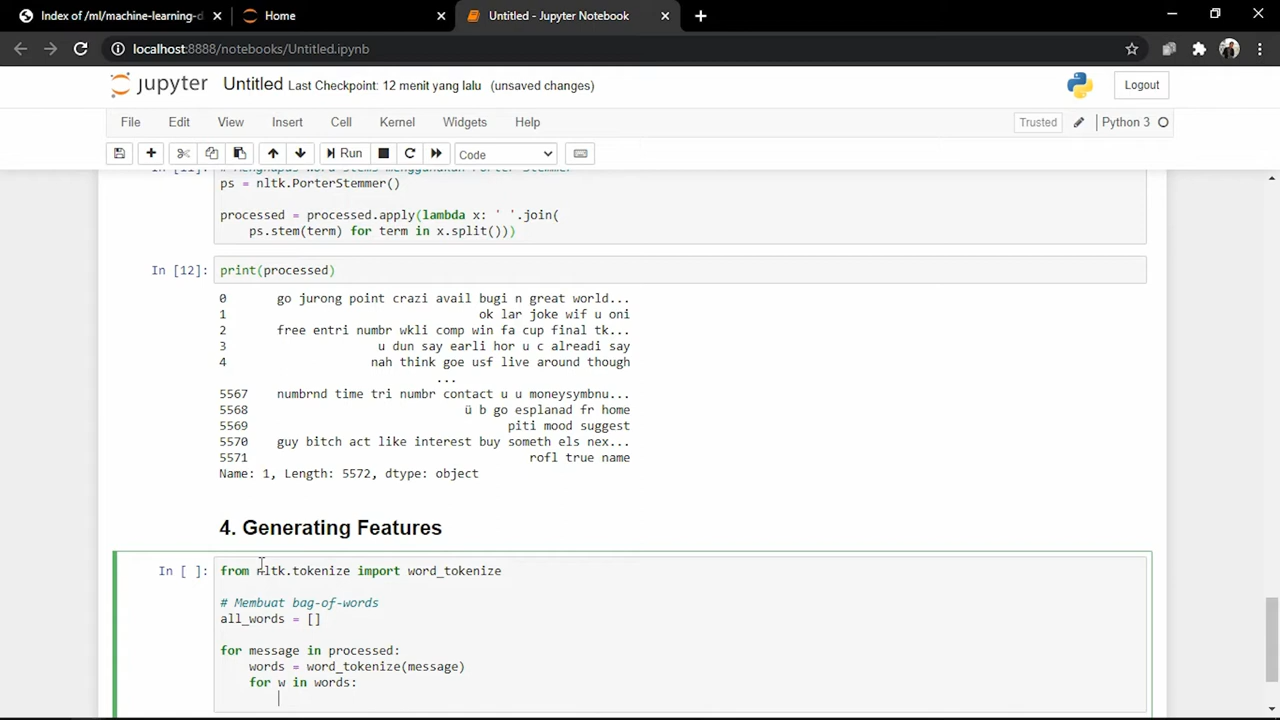 Index of /ml/machine-learning-d
Home
Untitled - Jupyter Notebook
localhost:8888/notebooks/Untitled.ipynb
jupyter Untitled Last Checkpoint: 12 menit yang lalu (unsaved changes)
Logout
File Edit View Insert Cell Kernel Widgets Help
Trusted Python 3
Run Code
In [11]: # Menghapus word stems menggunakan Porter Stemmer
ps = nltk.PorterStemmer()
processed = processed.apply(lambda x: ' '.join(
ps.stem(term) for term in x.split()))
In [12]: print(processed)
0 go jurong point crazi avail bugi n great world...
1 ok lar joke wif u oni
2 free entri numbr wkli comp win fa cup final tk...
3 u dun say earli hor u c alreadi say
4 nah think goe usf live around though
...
5567 numbrnd time tri numbr contact u u moneysymbnu...
5568 ü b go esplanad fr home
5569 piti mood suggest
5570 guy bitch act like interest buy someth els nex...
5571 rofl true name
Name: 1, Length: 5572, dtype: object
4. Generating Features
In [ ]: from nltk.tokenize import word_tokenize
# Membuat bag-of-words
all_words = []
for message in processed:
words = word_tokenize(message)
for w in words: